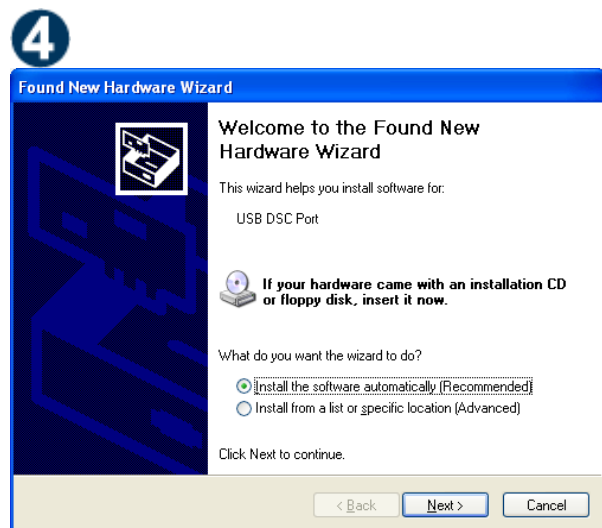 4
Found New Hardware Wizard
Welcome to the Found New
Hardware Wizard
This wizard helps you install software for:
USB DSC Port
If your hardware came with an installation CD
or floppy disk, insert it now.
What do you want the wizard to do?
Install the software automatically (Recommended)
Install from a list or specific location (Advanced)
Click Next to continue.
< Back Next > Cancel